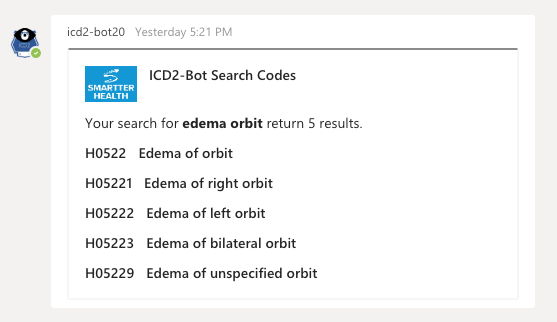 icd2-bot20 Yesterday 5:21 PM
SMARTTER
HEALTH
ICD2-Bot Search Codes
Your search for edema orbit return 5 results.
H0522 Edema of orbit
H05221 Edema of right orbit
H05222 Edema of left orbit
H05223 Edema of bilateral orbit
H05229 Edema of unspecified orbit